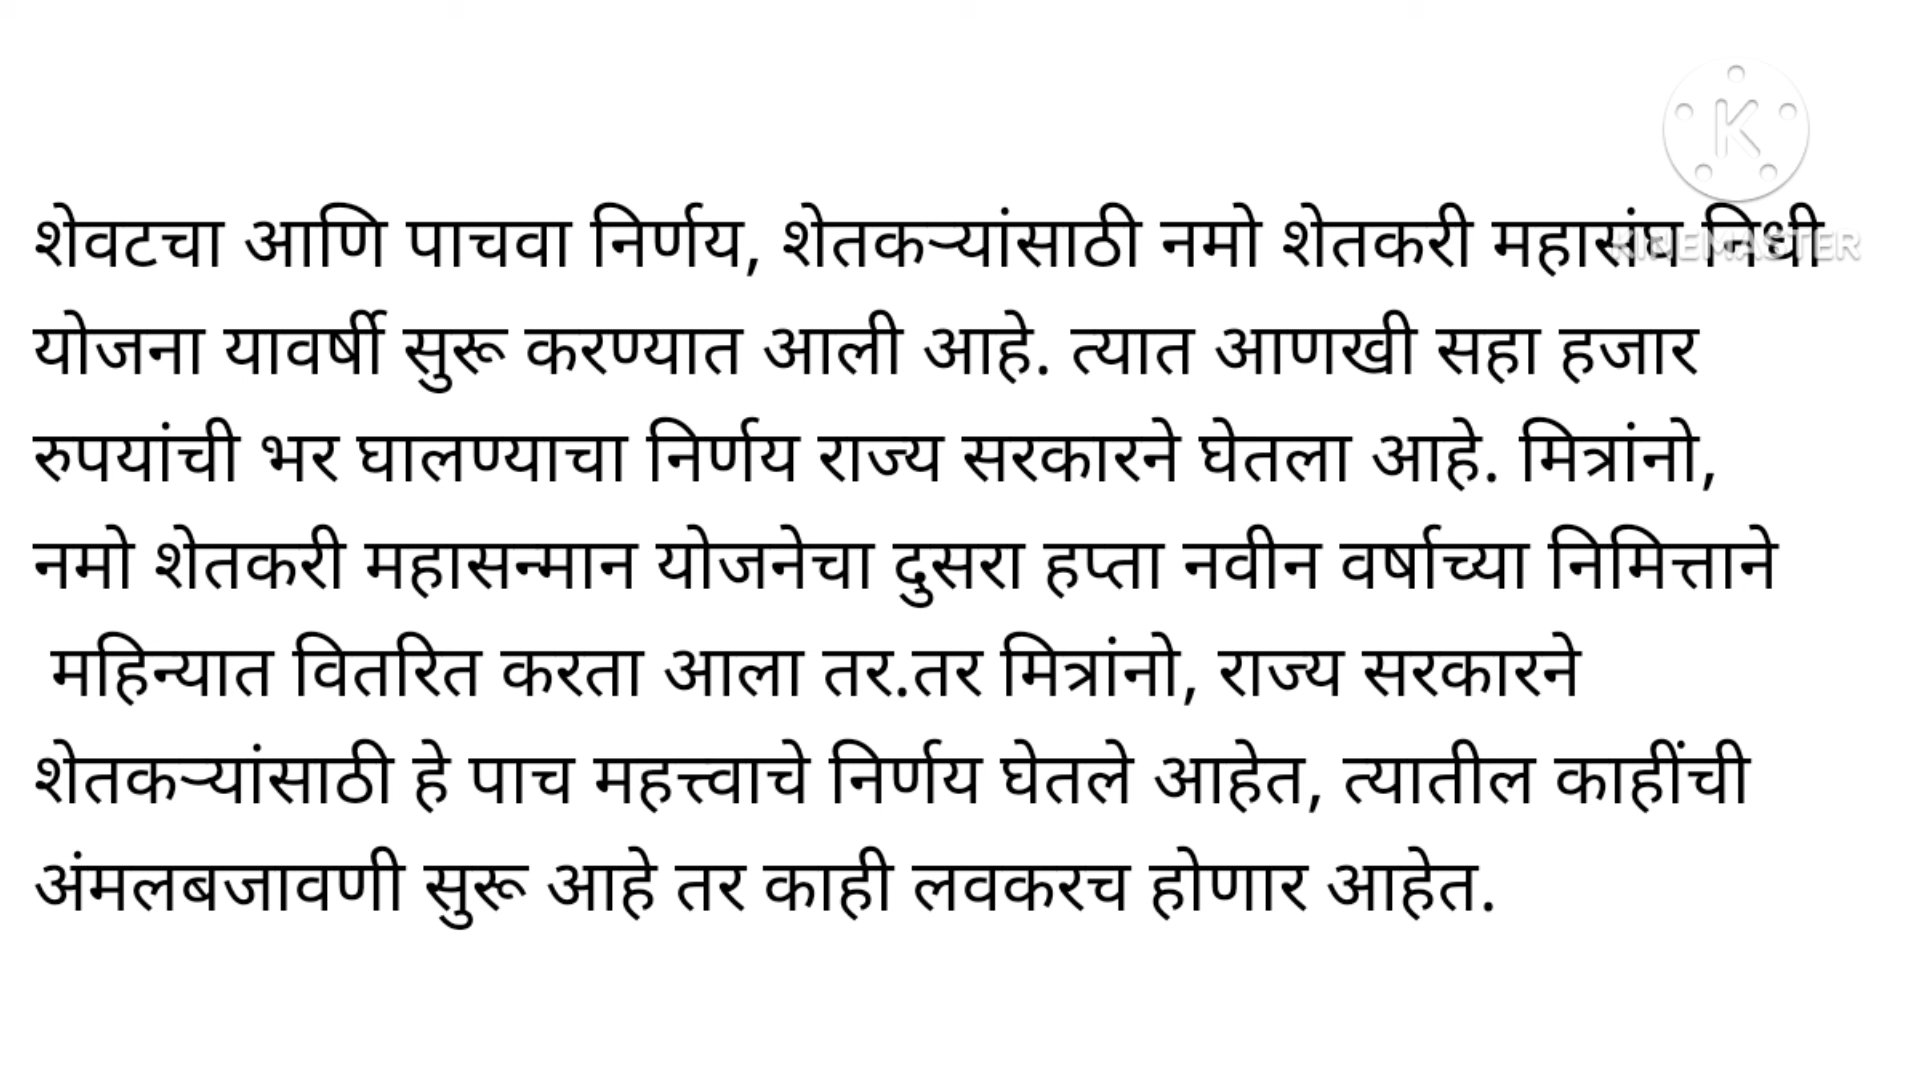 K
KINEMASTER
शेवटचा आणि पाचवा निर्णय, शेतकऱ्यांसाठी नमो शेतकरी महासंघ निधी
योजना यावर्षी सुरू करण्यात आली आहे. त्यात आणखी सहा हजार
रुपयांची भर घालण्याचा निर्णय राज्य सरकारने घेतला आहे. मित्रांनो,
नमो शेतकरी महासन्मान योजनेचा दुसरा हप्ता नवीन वर्षाच्या निमित्ताने
महिन्यात वितरित करता आला तर.तर मित्रांनो, राज्य सरकारने
शेतकऱ्यांसाठी हे पाच महत्त्वाचे निर्णय घेतले आहेत, त्यातील काहींची
अंमलबजावणी सुरू आहे तर काही लवकरच होणार आहेत.